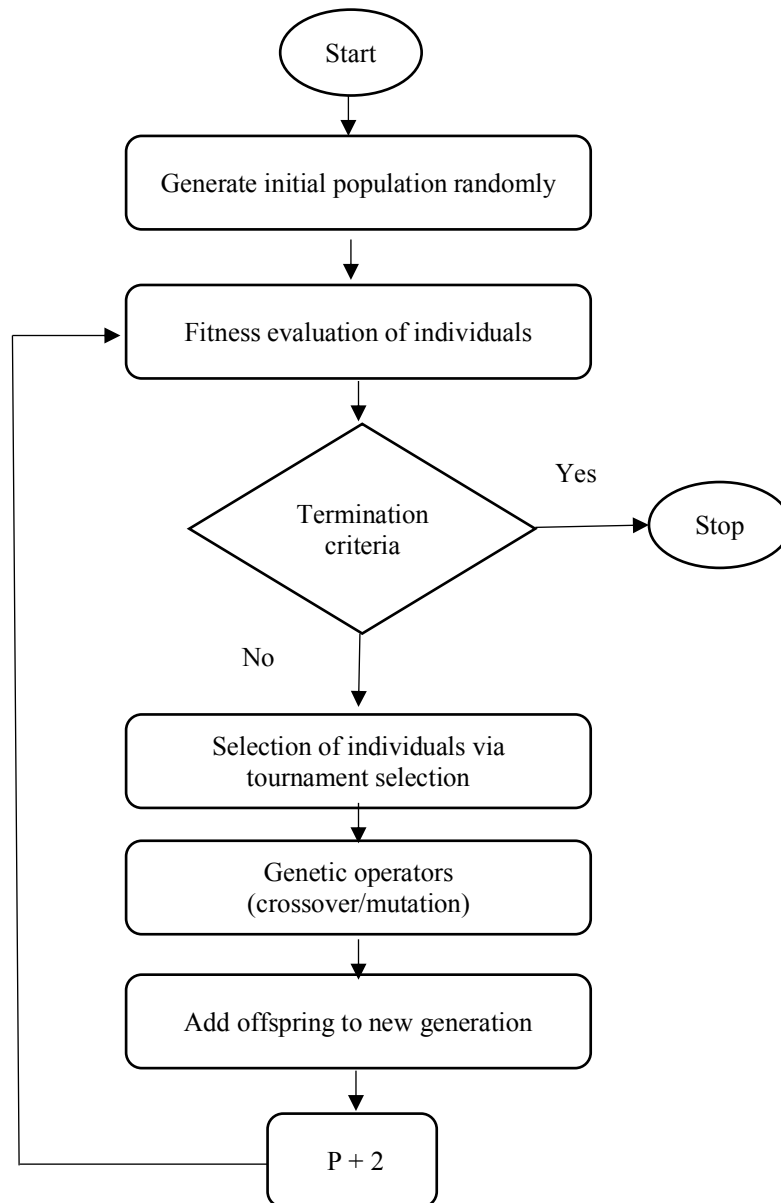 Start
Generate initial population randomly
Fitness evaluation of individuals
Yes
Termination
criteria
Stop
No
Selection of individuals via
tournament selection
Genetic operators
(crossover/mutation)
Add offspring to new generation
P + 2